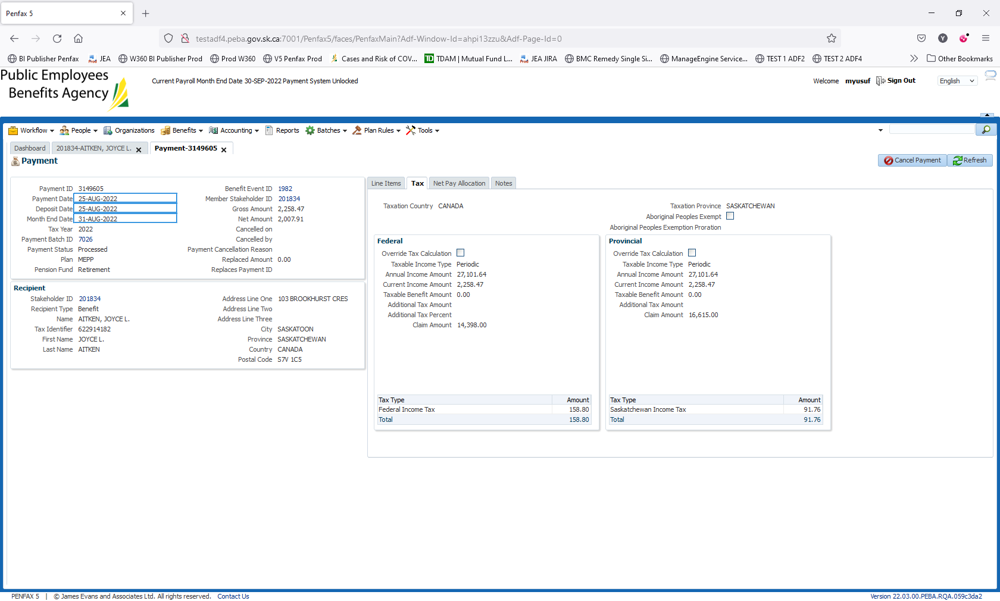 Penfax 5
testadf4.peba.gov.sk.ca:7001/Penfax5/faces/PenfaxMain?Adf-Window-Id=ahpi13zzu&Adf-Page-Id=0
BI Publisher Penfax JEA W360 BI Publisher Prod Prod W360 V5 Penfax Prod Cases and Risk of COV... TDAM | Mutual Fund L... JEA JIRA BMC Remedy Single Si... ManageEngine Service... TEST 1 ADF2 TEST 2 ADF4 Other Bookmarks
Public Employees
Benefits Agency
Current Payroll Month End Date 30-SEP-2022 Payment System Unlocked
Welcome myusuf Sign Out English
Workflow People Organizations Benefits Accounting Reports Batches Plan Rules Tools
Dashboard 201834-AITKEN, JOYCE L. Payment-3149605
Payment
Cancel Payment Refresh
Payment ID 3149605
Payment Date 25-AUG-2022
Deposit Date 25-AUG-2022
Month End Date 31-AUG-2022
Tax Year 2022
Payment Batch ID 7026
Payment Status Processed
Plan MEPP
Pension Fund Retirement
Benefit Event ID 1982
Member Stakeholder ID 201834
Gross Amount 2,258.47
Net Amount 2,007.91
Cancelled on
Cancelled by
Payment Cancellation Reason
Replaced Amount 0.00
Replaces Payment ID
Recipient
Stakeholder ID 201834
Recipient Type Benefit
Name AITKEN, JOYCE L.
Tax Identifier 622914182
First Name JOYCE L.
Last Name AITKEN
Address Line One 103 BROOKHURST CRES
Address Line Two
Address Line Three
City SASKATOON
Province SASKATCHEWAN
Country CANADA
Postal Code S7V 1C5
Line Items Tax Net Pay Allocation Notes
Taxation Country CANADA
Taxation Province SASKATCHEWAN
Aboriginal Peoples Exempt
Aboriginal Peoples Exemption Proration
Federal
Override Tax Calculation
Taxable Income Type Periodic
Annual Income Amount 27,101.64
Current Income Amount 2,258.47
Taxable Benefit Amount 0.00
Additional Tax Amount
Additional Tax Percent
Claim Amount 14,398.00
Tax Type Amount
Federal Income Tax 158.80
Total 158.80
Provincial
Override Tax Calculation
Taxable Income Type Periodic
Annual Income Amount 27,101.64
Current Income Amount 2,258.47
Taxable Benefit Amount 0.00
Additional Tax Amount
Claim Amount 16,615.00
Tax Type Amount
Saskatchewan Income Tax 91.76
Total 91.76
PENFAX 5 | © James Evans and Associates Ltd. All rights reserved. Contact Us
Version 22.03.00.PEBA.RQA.059c3da2